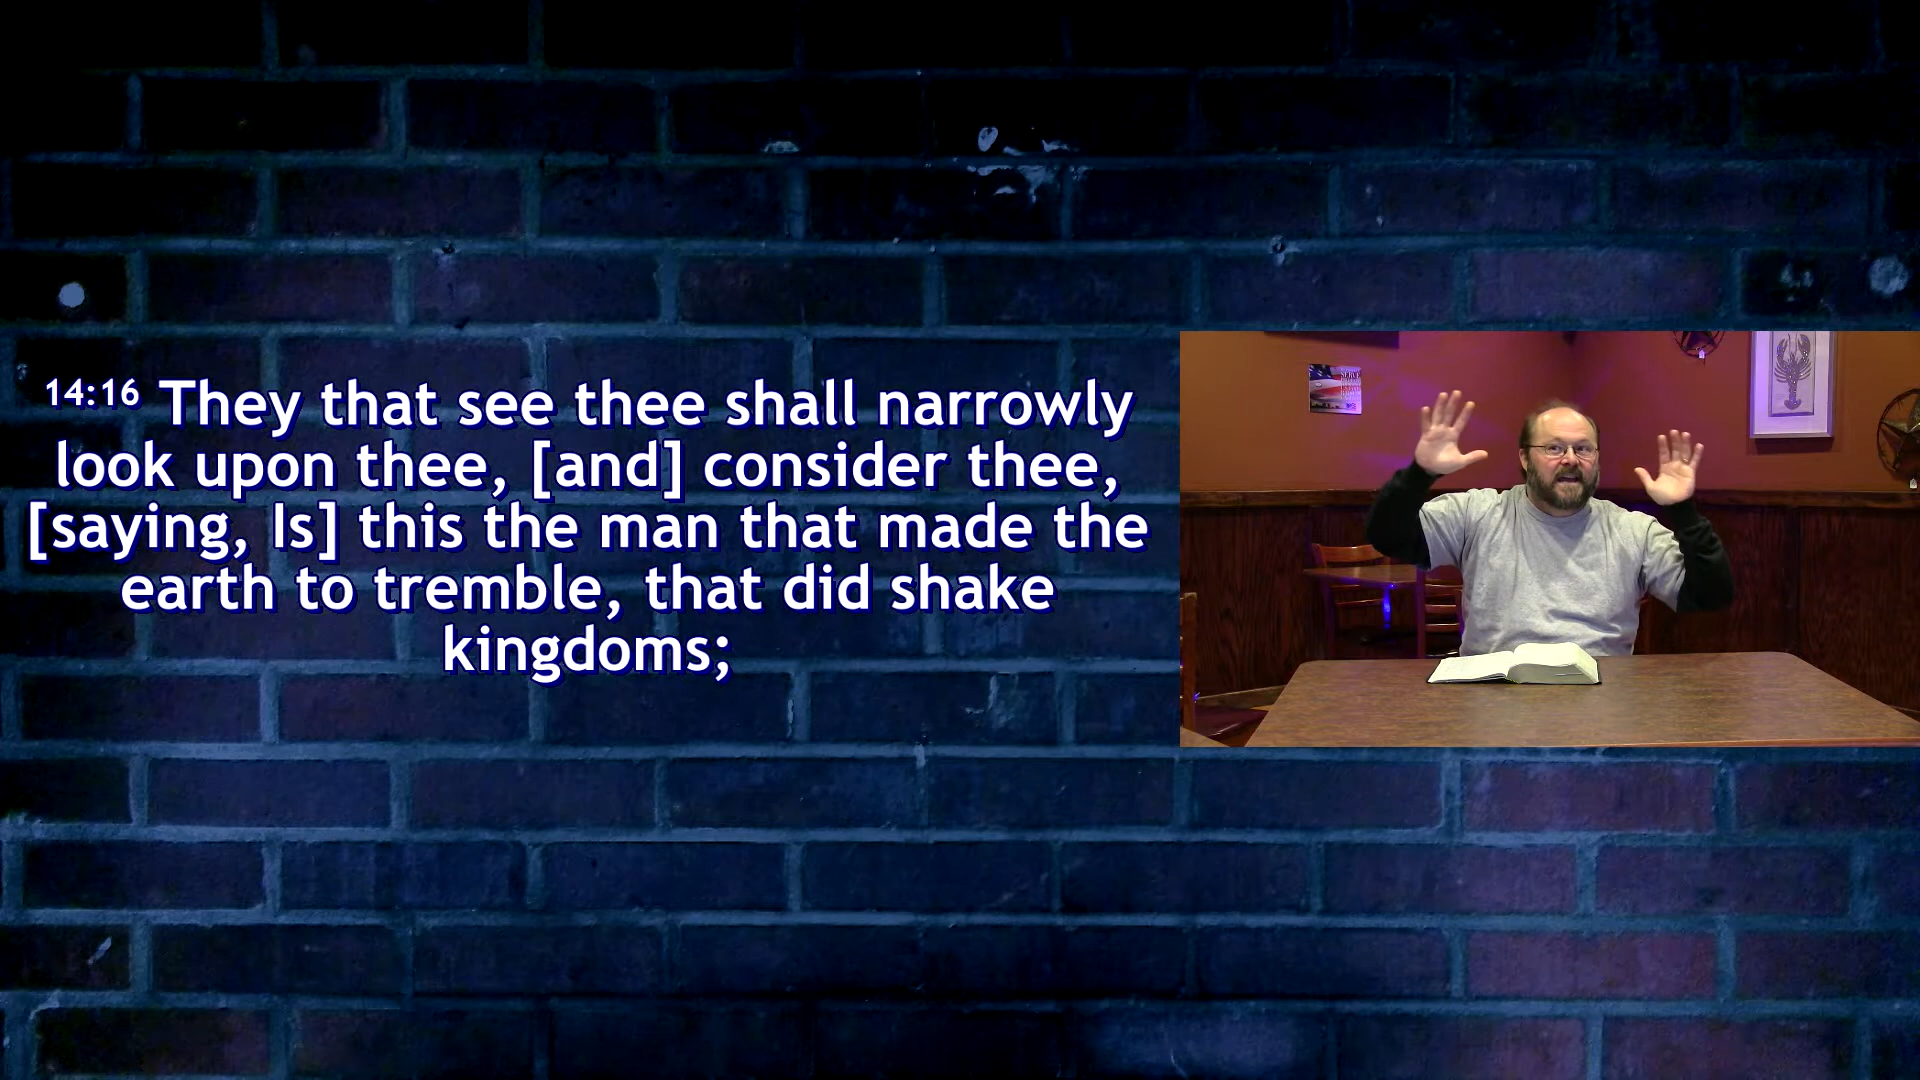 14:16 They that see thee shall narrowly
look upon thee, [and] consider thee,
[saying, Is] this the man that made the
earth to tremble, that did shake
kingdoms;